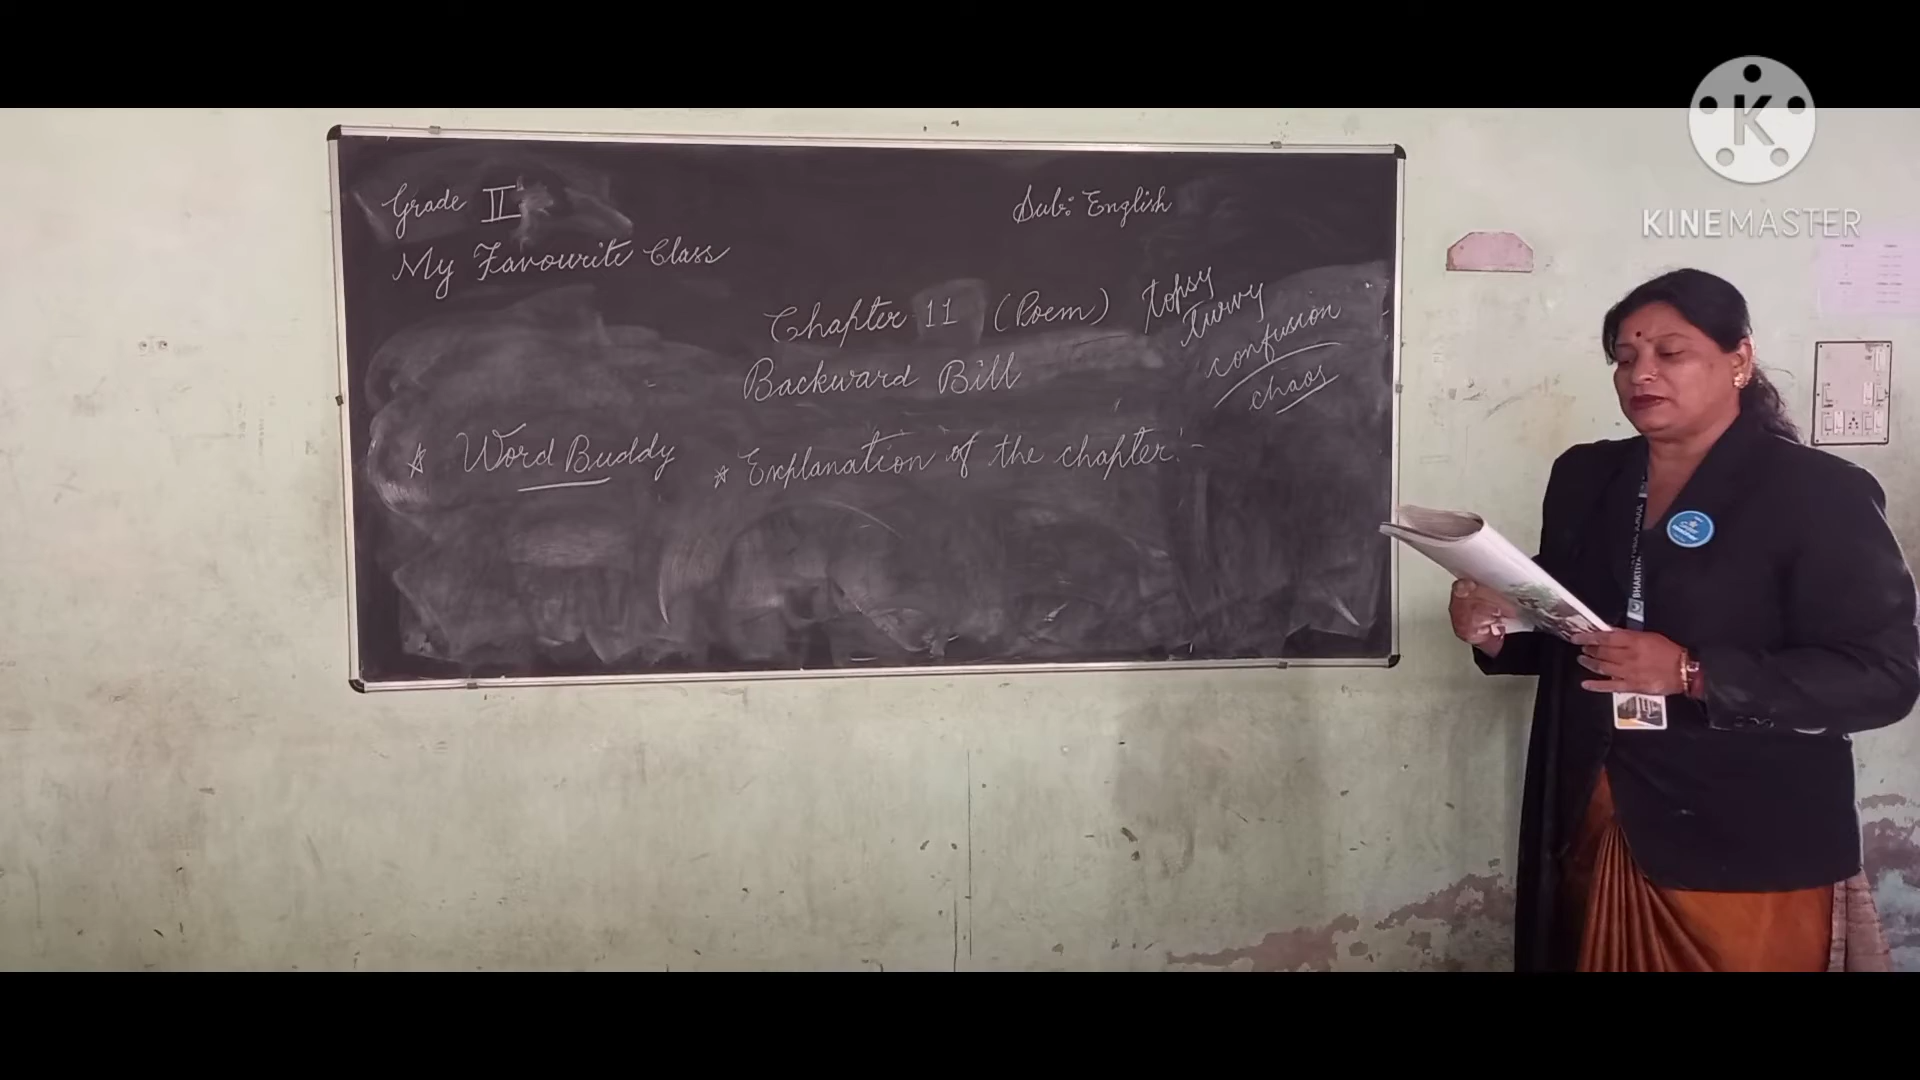 KINEMASTER
Grade II
Sub: English
My Favourite Class
Chapter 11 (Poem)
topsy
turvy
confusion
chaos
Backward Bill
☆ Word Buddy
☆ Explanation of the chapter:-